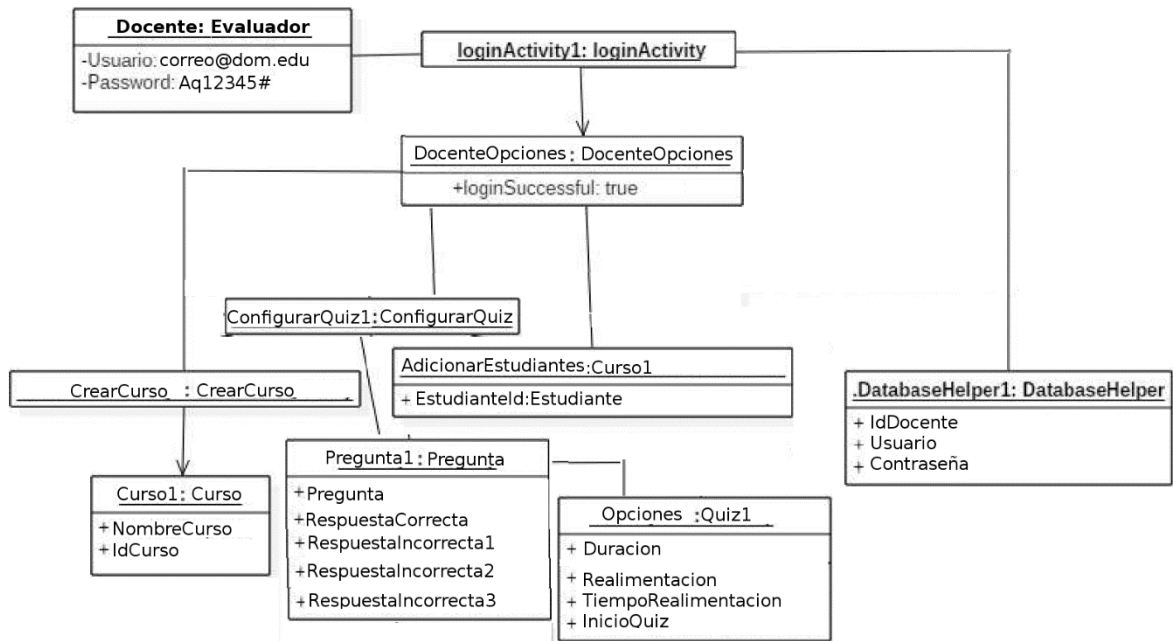 Docente: Evaluador
-Usuario: correo@dom.edu
-Password: Aq12345#
loginActivity1: loginActivity
DocenteOpciones: DocenteOpciones
+loginSuccessful: true
ConfigurarQuiz1:ConfigurarQuiz
AdicionarEstudiantes:Curso1
+ EstudianteId:Estudiante
CrearCurso : CrearCurso
.DatabaseHelper1: DatabaseHelper
+ IdDocente
+ Usuario
+ Contraseña
Curso1: Curso
+ NombreCurso
+ IdCurso
Pregunta1:Pregunta
+ Pregunta
+ RespuestaCorrecta
+ RespuestaIncorrecta1
+ RespuestaIncorrecta2
+ RespuestaIncorrecta3
Opciones :Quiz1
+ Duracion
+ Realimentacion
+ TiempoRealimentacion
+ InicioQuiz